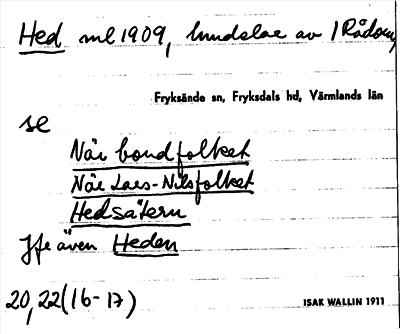 Hed ml 1909, hundsloe av 1 Rådom,
Fryksände sn, Fryksdals hd, Värmlands län
se
När bondfolket
När Lars-Nilsfolket
Hedsätern
Jfr även Heden
20, 22 (16-17)
ISAK WALLIN 1911